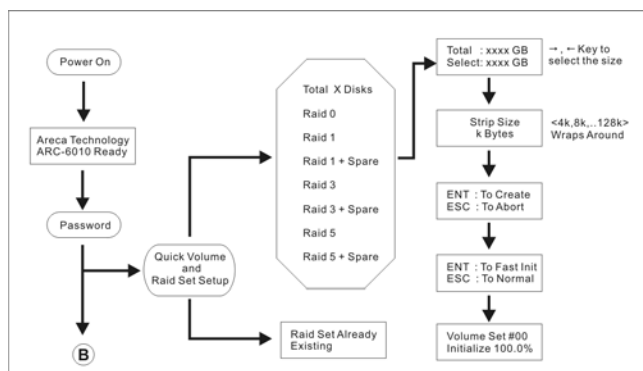 Power On
Areca Technology
ARC-6010 Ready
Password
Quick Volume
and
Raid Set Setup
B
Total X Disks
Raid 0
Raid 1
Raid 1 + Spare
Raid 3
Raid 3 + Spare
Raid 5
Raid 5 + Spare
Raid Set Already
Existing
Total : xxxx GB
Select: xxxx GB
→ , ← Key to
select the size
Strip Size
k Bytes
<4k,8k,..128k>
Wraps Around
ENT : To Create
ESC : To Abort
ENT : To Fast Init
ESC : To Normal
Volume Set #00
Initialize 100.0%